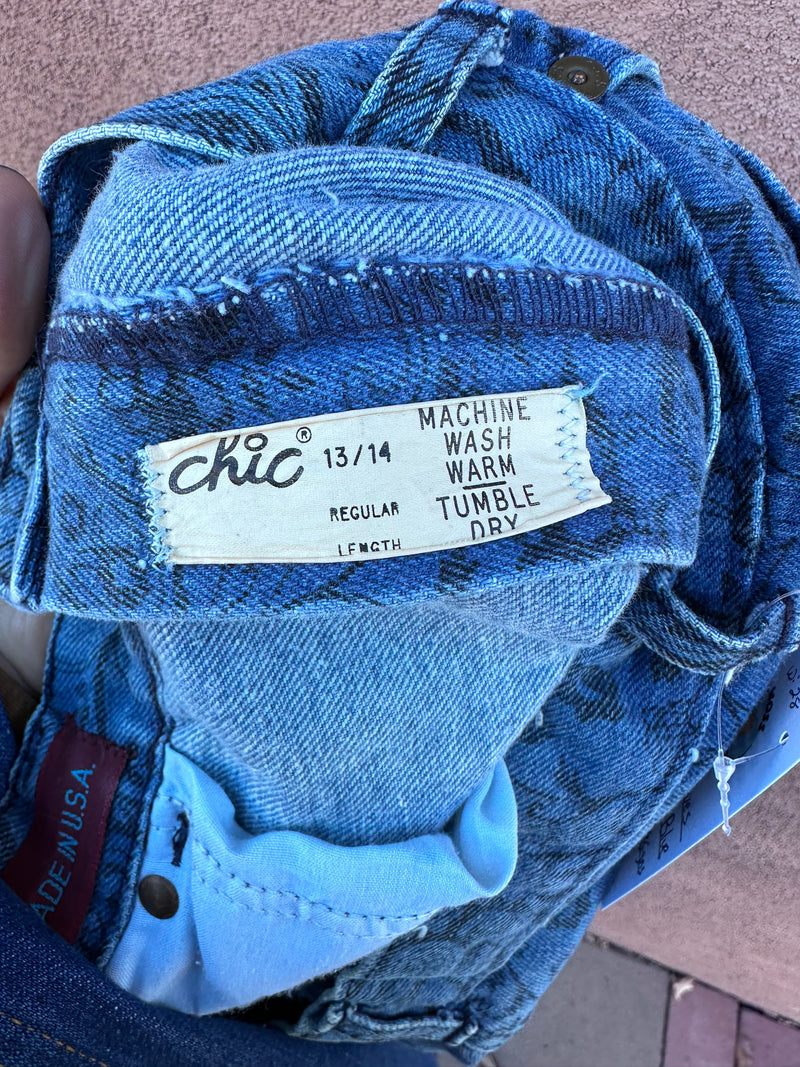 chic®
13/14
REGULAR
LENGTH
MACHINE
WASH
WARM
TUMBLE
DRY
MADE IN U.S.A.